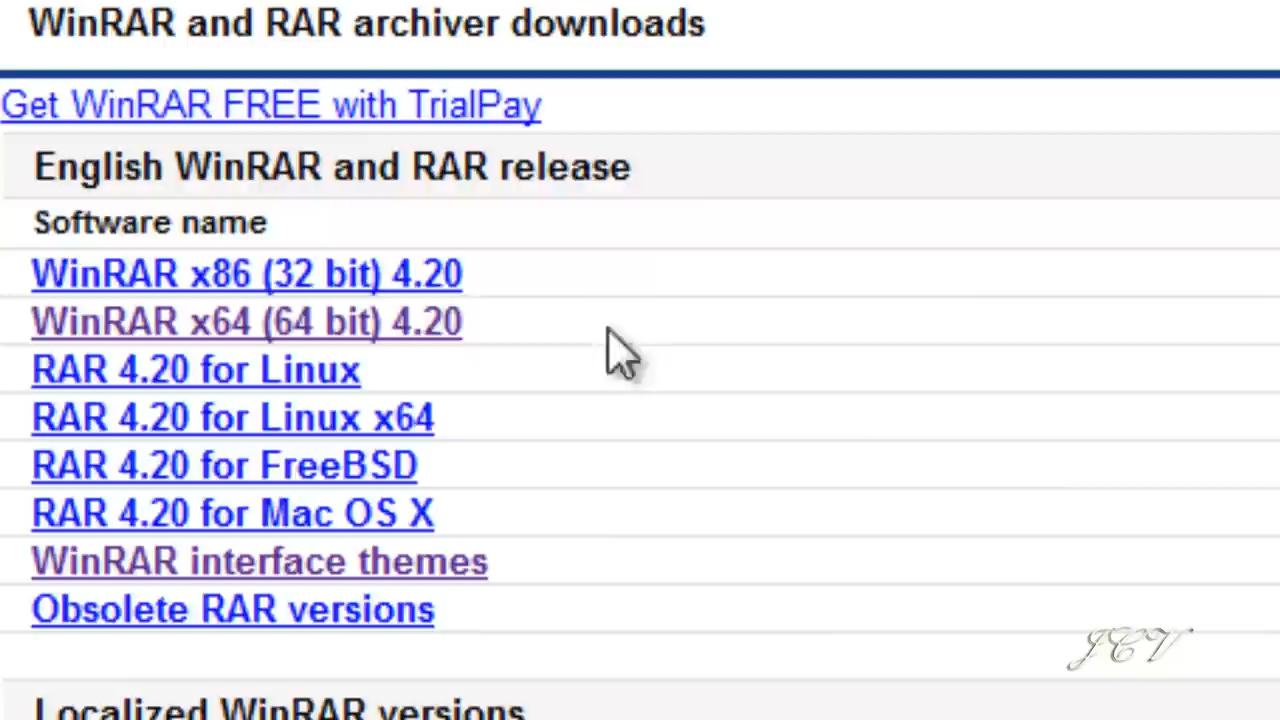 WinRAR and RAR archiver downloads
Get WinRAR FREE with TrialPay
English WinRAR and RAR release
Software name
WinRAR x86 (32 bit) 4.20
WinRAR x64 (64 bit) 4.20
RAR 4.20 for Linux
RAR 4.20 for Linux x64
RAR 4.20 for FreeBSD
RAR 4.20 for Mac OS X
WinRAR interface themes
Obsolete RAR versions
JCV
Localized WinRAR versions